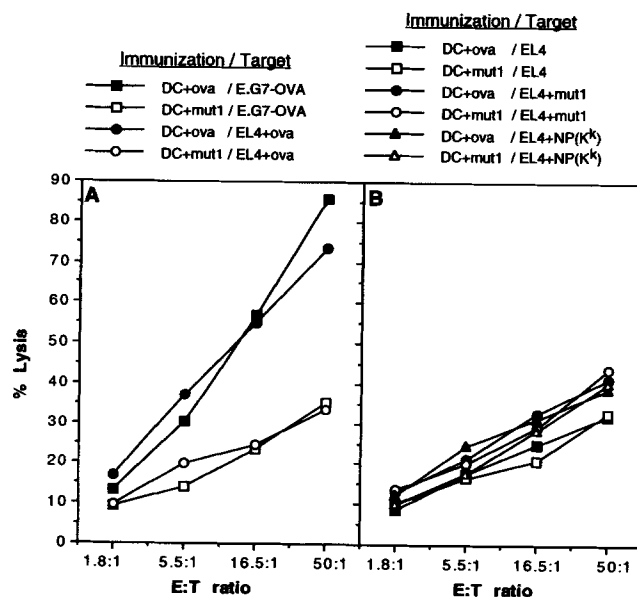 Immunization / Target
DC+ova / E.G7-OVA
DC+mut1 / E.G7-OVA
DC+ova / EL4+ova
DC+mut1 / EL4+ova
Immunization / Target
DC+ova / EL4
DC+mut1 / EL4
DC+ova / EL4+mut1
DC+mut1 / EL4+mut1
DC+ova / EL4+NP(Kk)
DC+mut1 / EL4+NP(Kk)
A
B
% Lysis
90
80
70
60
50
40
30
20
10
0
1.8:1 5.5:1 16.5:1 50:1
E:T ratio
1.8:1 5.5:1 16.5:1 50:1
E:T ratio